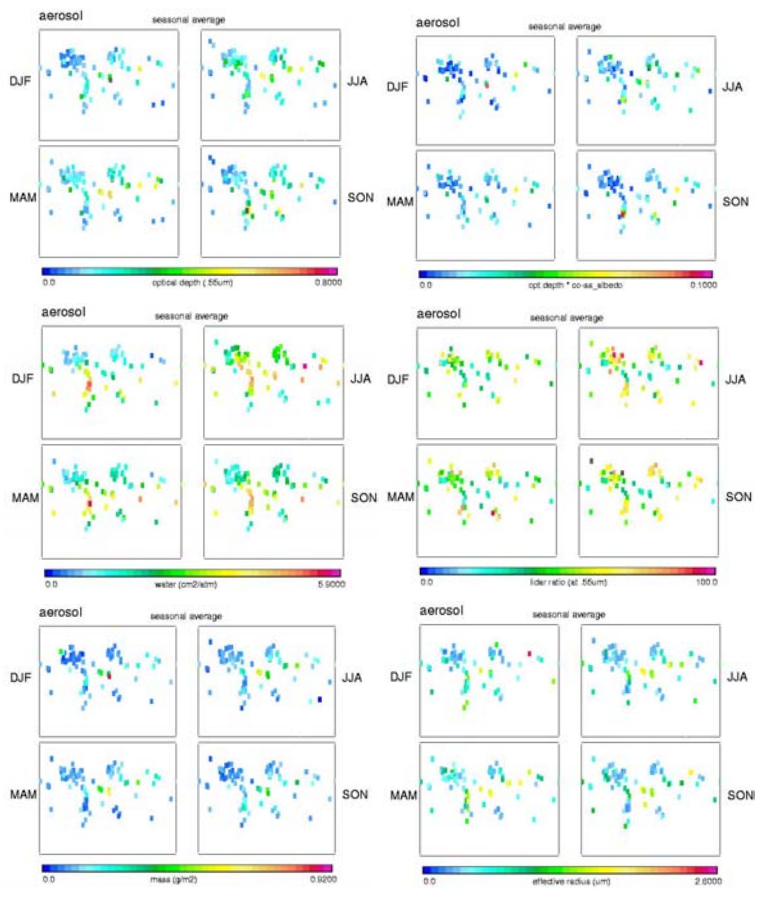 aerosol
seasonal average
DJF
JJA
MAM
SON
0.0
optical depth (.55um)
0.8000
aerosol
seasonal average
DJF
JJA
MAM
SON
0.0
opt.depth * co-ss_albedo
0.1000
aerosol
seasonal average
DJF
JJA
MAM
SON
0.0
water (cm2/atm)
5.9000
aerosol
seasonal average
DJF
JJA
MAM
SON
0.0
lidar ratio (at .55um)
100.0
aerosol
seasonal average
DJF
JJA
MAM
SON
0.0
mass (g/m2)
0.9200
aerosol
seasonal average
DJF
JJA
MAM
SON
0.0
effective radius (um)
2.6000